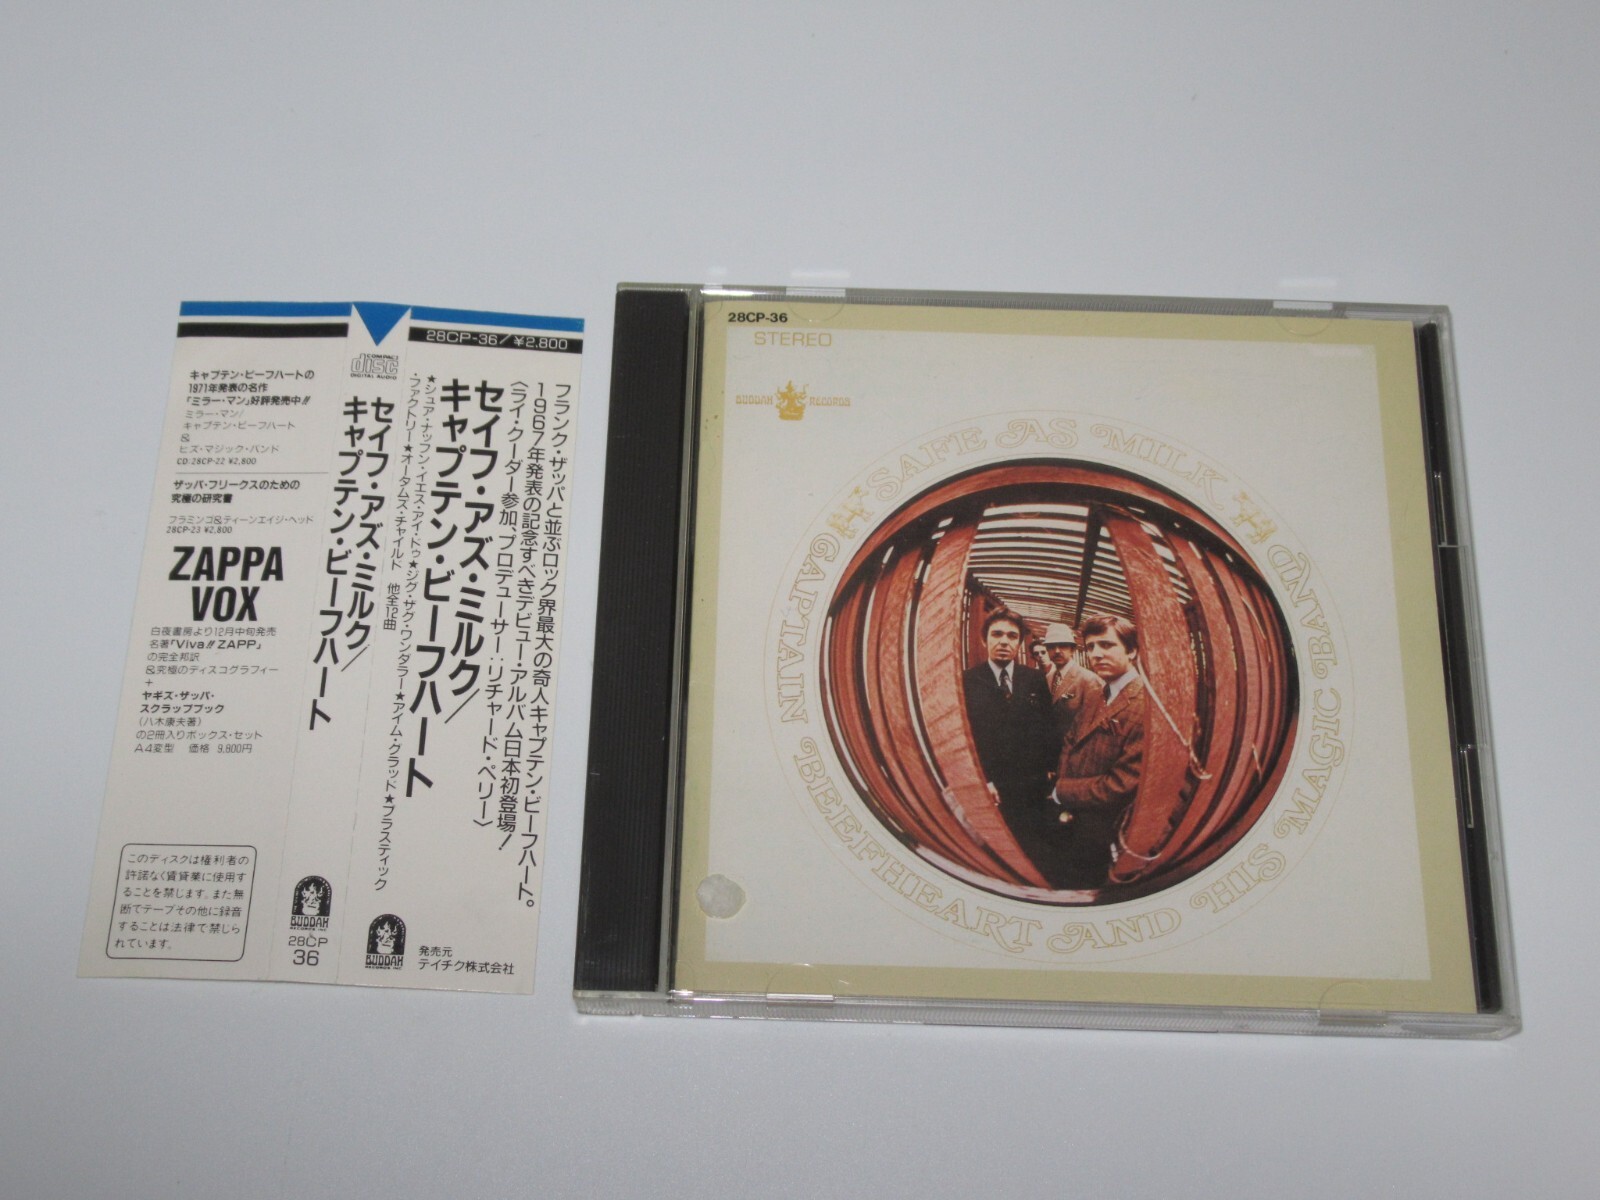 キャプテン・ビーフハートの
1971年発表の名作
「ミラー・マン」好評発売中!!
ミラー・マン/
キャプテン・ビーフハート
&
ヒズ・マジック・バンド
CD:28CP-22 ¥2,800
ザッパ・フリークスのための
究極の研究書
フラミンゴ&ティーンエイジ・ヘッド
28CP-23 ¥2,800
ZAPPA
VOX
白夜書房より12月中旬発売
名著「Viva!! ZAPP」
の完全邦訳
&究極のディスコグラフィー
+
ヤギズ・ザッパ・
スクラップブック
(八木康夫著)
の2冊入りボックス・セット
A4変型 価格 9,800円
このディスクは権利者の
許諾なく賃貸業に使用す
ることを禁じます。また無
断でテープその他に録音
することは法律で禁じら
れています。
COMPACT
disc
DIGITAL AUDIO
セイフ・アズ・ミルク/
キャプテン・ビーフハート
BUDDAH
RECORDS INC.
28CP
36
28CP-36/¥2,800
フランク・ザッパと並ぶロック界最大の奇人キャプテン・ビーフハート。
1967年発表の記念すべきデビュー・アルバム日本初登場!
〈ライ・クーダー参加、プロデューサー:リチャード・ペリー〉
セイフ・アズ・ミルク/
キャプテン・ビーフハート
★シュア・ナッフン・イエス・アイ・ドゥ★ジグ・ザグ・ワンダラー★アイム・グラッド★プラスティック
・ファクトリー★オータムズ・チャイルド 他全12曲
BUDDAH
RECORDS INC.
発売元
テイチク株式会社
28CP-36
STEREO
BUDDAH RECORDS
SAFE AS MILK
CAPTAIN BEEFHEART AND HIS MAGIC BAND